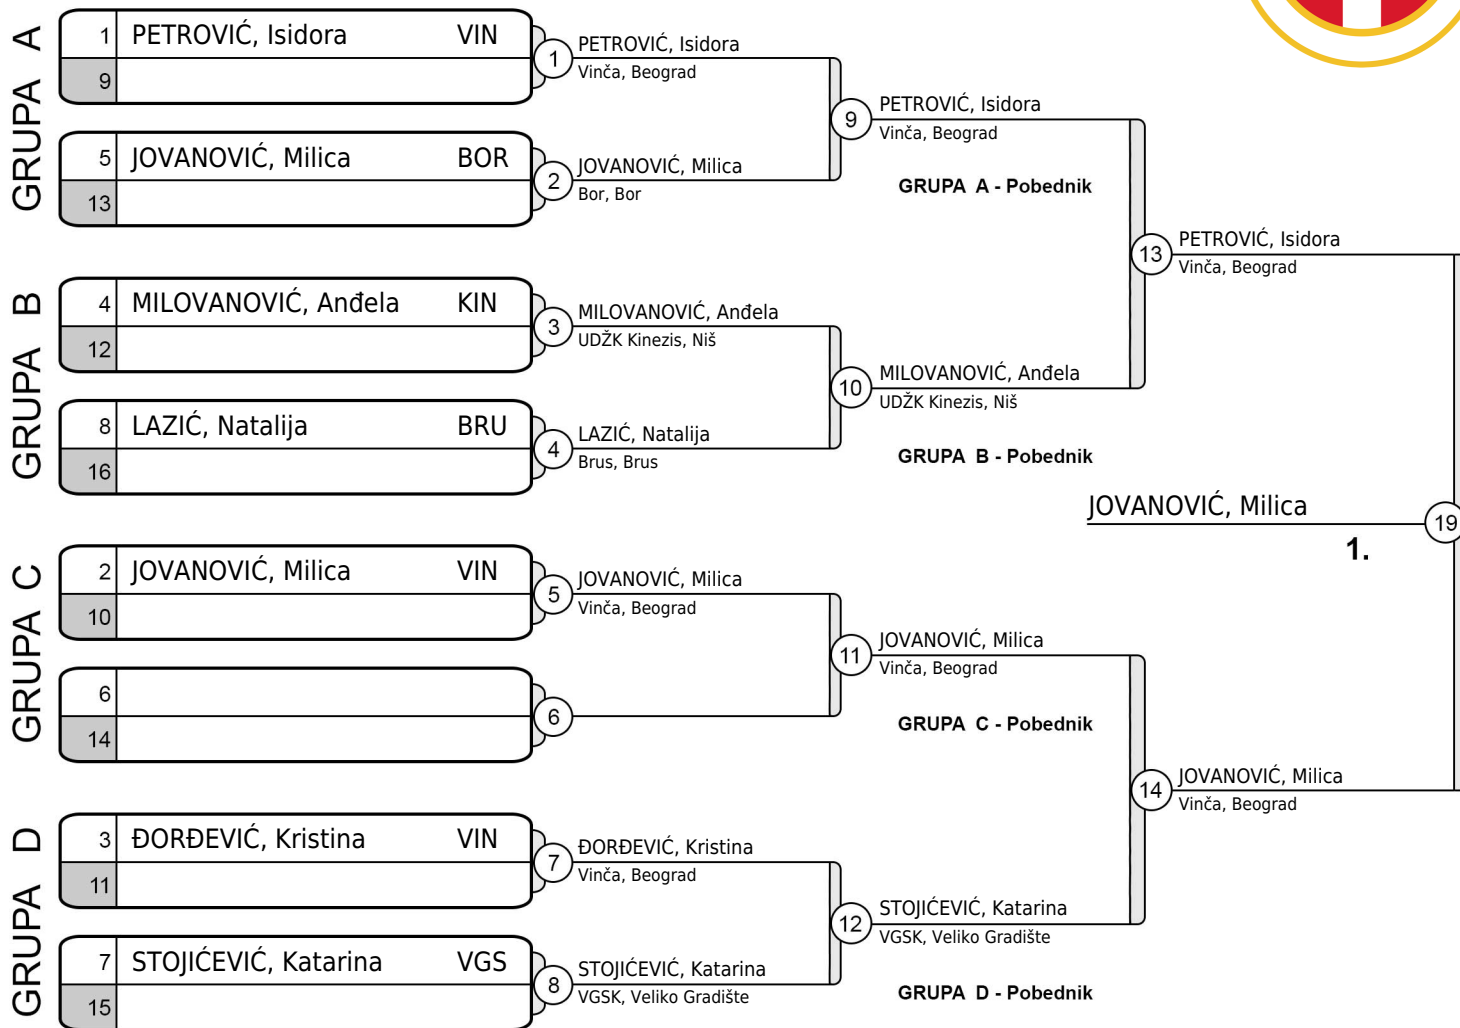 GRUPA A
1 PETROVIĆ, Isidora VIN
9
5 JOVANOVIĆ, Milica BOR
13
GRUPA B
4 MILOVANOVIĆ, Anđela KIN
12
8 LAZIĆ, Natalija BRU
16
GRUPA C
2 JOVANOVIĆ, Milica VIN
10
6
14
GRUPA D
3 ĐORĐEVIĆ, Kristina VIN
11
7 STOJIĆEVIĆ, Katarina VGS
15
1 PETROVIĆ, Isidora
Vinča, Beograd
2 JOVANOVIĆ, Milica
Bor, Bor
3 MILOVANOVIĆ, Anđela
UDŽK Kinezis, Niš
4 LAZIĆ, Natalija
Brus, Brus
5 JOVANOVIĆ, Milica
Vinča, Beograd
6
7 ĐORĐEVIĆ, Kristina
Vinča, Beograd
8 STOJIĆEVIĆ, Katarina
VGSK, Veliko Gradište
9 PETROVIĆ, Isidora
Vinča, Beograd
GRUPA A - Pobednik
10 MILOVANOVIĆ, Anđela
UDŽK Kinezis, Niš
GRUPA B - Pobednik
11 JOVANOVIĆ, Milica
Vinča, Beograd
GRUPA C - Pobednik
12 STOJIĆEVIĆ, Katarina
VGSK, Veliko Gradište
GRUPA D - Pobednik
13 PETROVIĆ, Isidora
Vinča, Beograd
14 JOVANOVIĆ, Milica
Vinča, Beograd
JOVANOVIĆ, Milica 19
1.